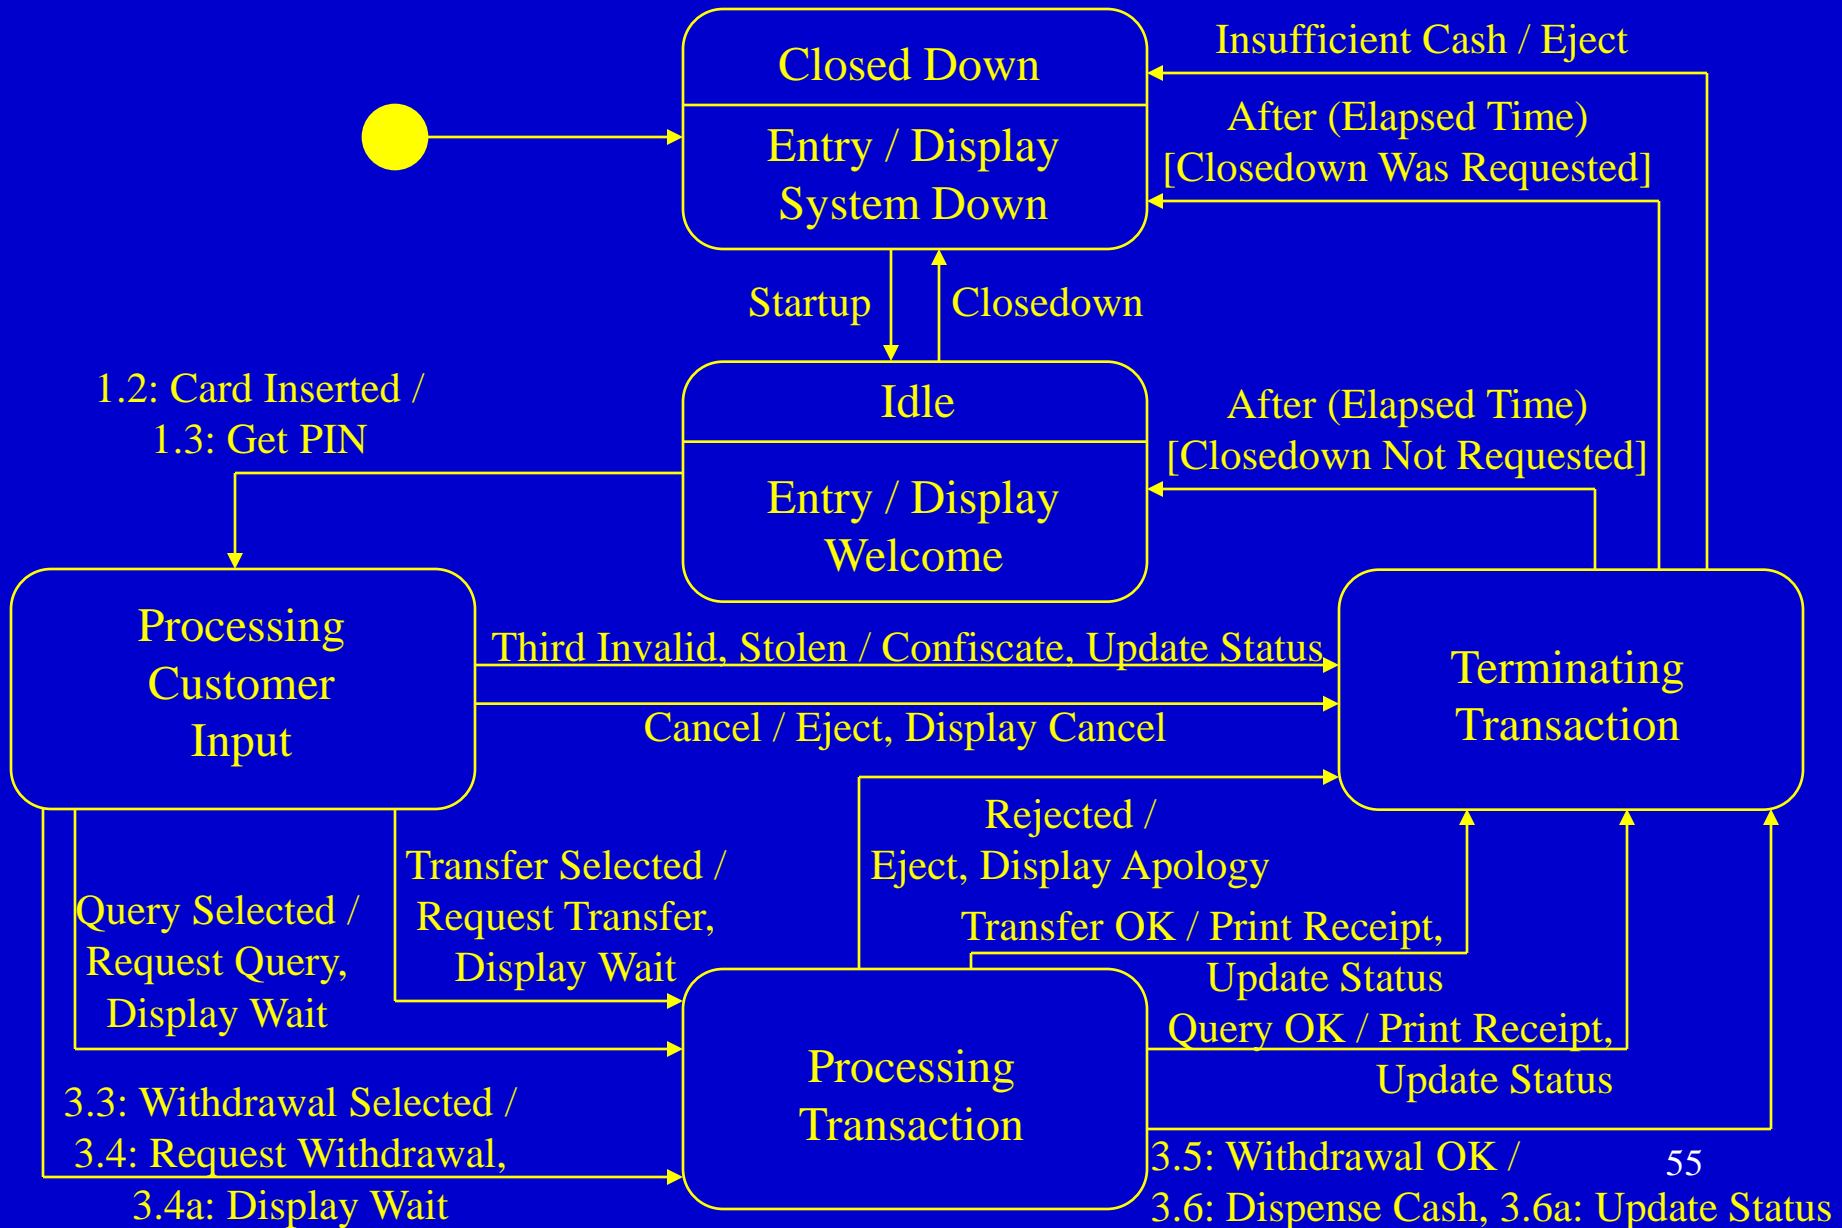 Closed Down
Entry / Display
System Down
Insufficient Cash / Eject
After (Elapsed Time)
[Closedown Was Requested]
Startup
Closedown
1.2: Card Inserted /
1.3: Get PIN
Idle
Entry / Display
Welcome
After (Elapsed Time)
[Closedown Not Requested]
Processing
Customer
Input
Third Invalid, Stolen / Confiscate, Update Status
Cancel / Eject, Display Cancel
Terminating
Transaction
Rejected /
Eject, Display Apology
Transfer Selected /
Request Transfer,
Display Wait
Query Selected /
Request Query,
Display Wait
Transfer OK / Print Receipt,
Update Status
Query OK / Print Receipt,
Update Status
Processing
Transaction
3.3: Withdrawal Selected /
3.4: Request Withdrawal,
3.4a: Display Wait
3.5: Withdrawal OK /
3.6: Dispense Cash, 3.6a: Update Status
55